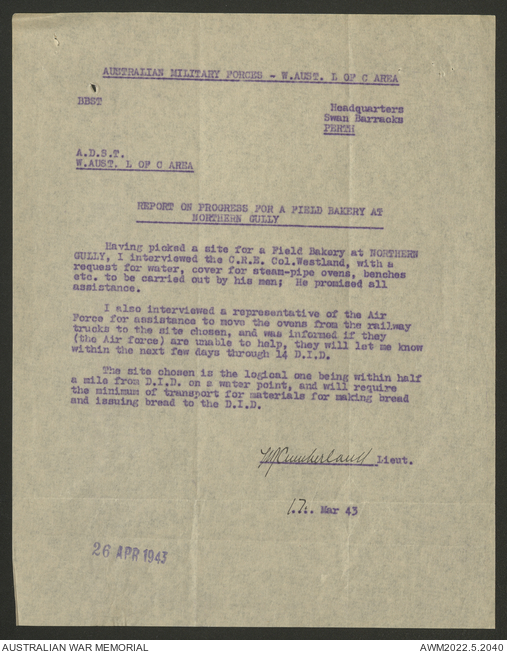 AUSTRALIAN MILITARY FORCES - W.AUST. L OF C AREA
BBST
Headquarters
Swan Barracks
PERTH
A.D.S.T.
W.AUST. L OF C AREA
REPORT ON PROGRESS FOR A FIELD BAKERY AT
NORTHERN GULLY
Having picked a site for a Field Bakery at NORTHERN
GULLY, I interviewed the C.R.E. Col.Westland, with a
request for water, cover for steam-pipe ovens, benches
etc. to be carried out by his men; He promised all
assistance.
I also interviewed a representative of the Air
Force for assistance to move the ovens from the railway
trucks to the site chosen, and was informed if they
(the Air force) are unable to help, they will let me know
within the next few days through 14 D.I.D.
The site chosen is the logical one being within half
a mile from D.I.D. on a water point, and will require
the minimum of transport for materials for making bread
and issuing bread to the D.I.D.
Cumberland Lieut.
17. Mar 43
26 APR 1943
AUSTRALIAN WAR MEMORIAL
AWM2022.5.2040